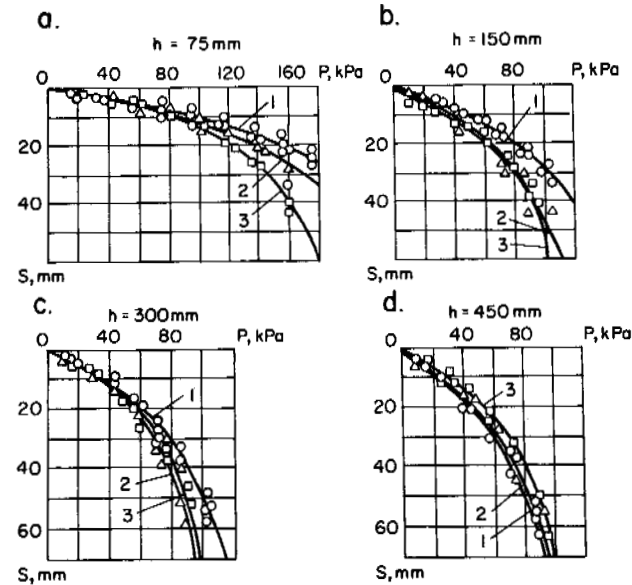 a.
h = 75mm
0 40 80 120 160 P, kPa
1
20
2
40
3
S, mm
b.
h = 150mm
0 40 80 P, kPa
1
20
40
2
3
S, mm
c.
h = 300mm
0 40 80 P, kPa
1
20
40
2
3
60
S, mm
d.
h = 450mm
0 40 80 P, kPa
3
20
40
2
1
60
S, mm